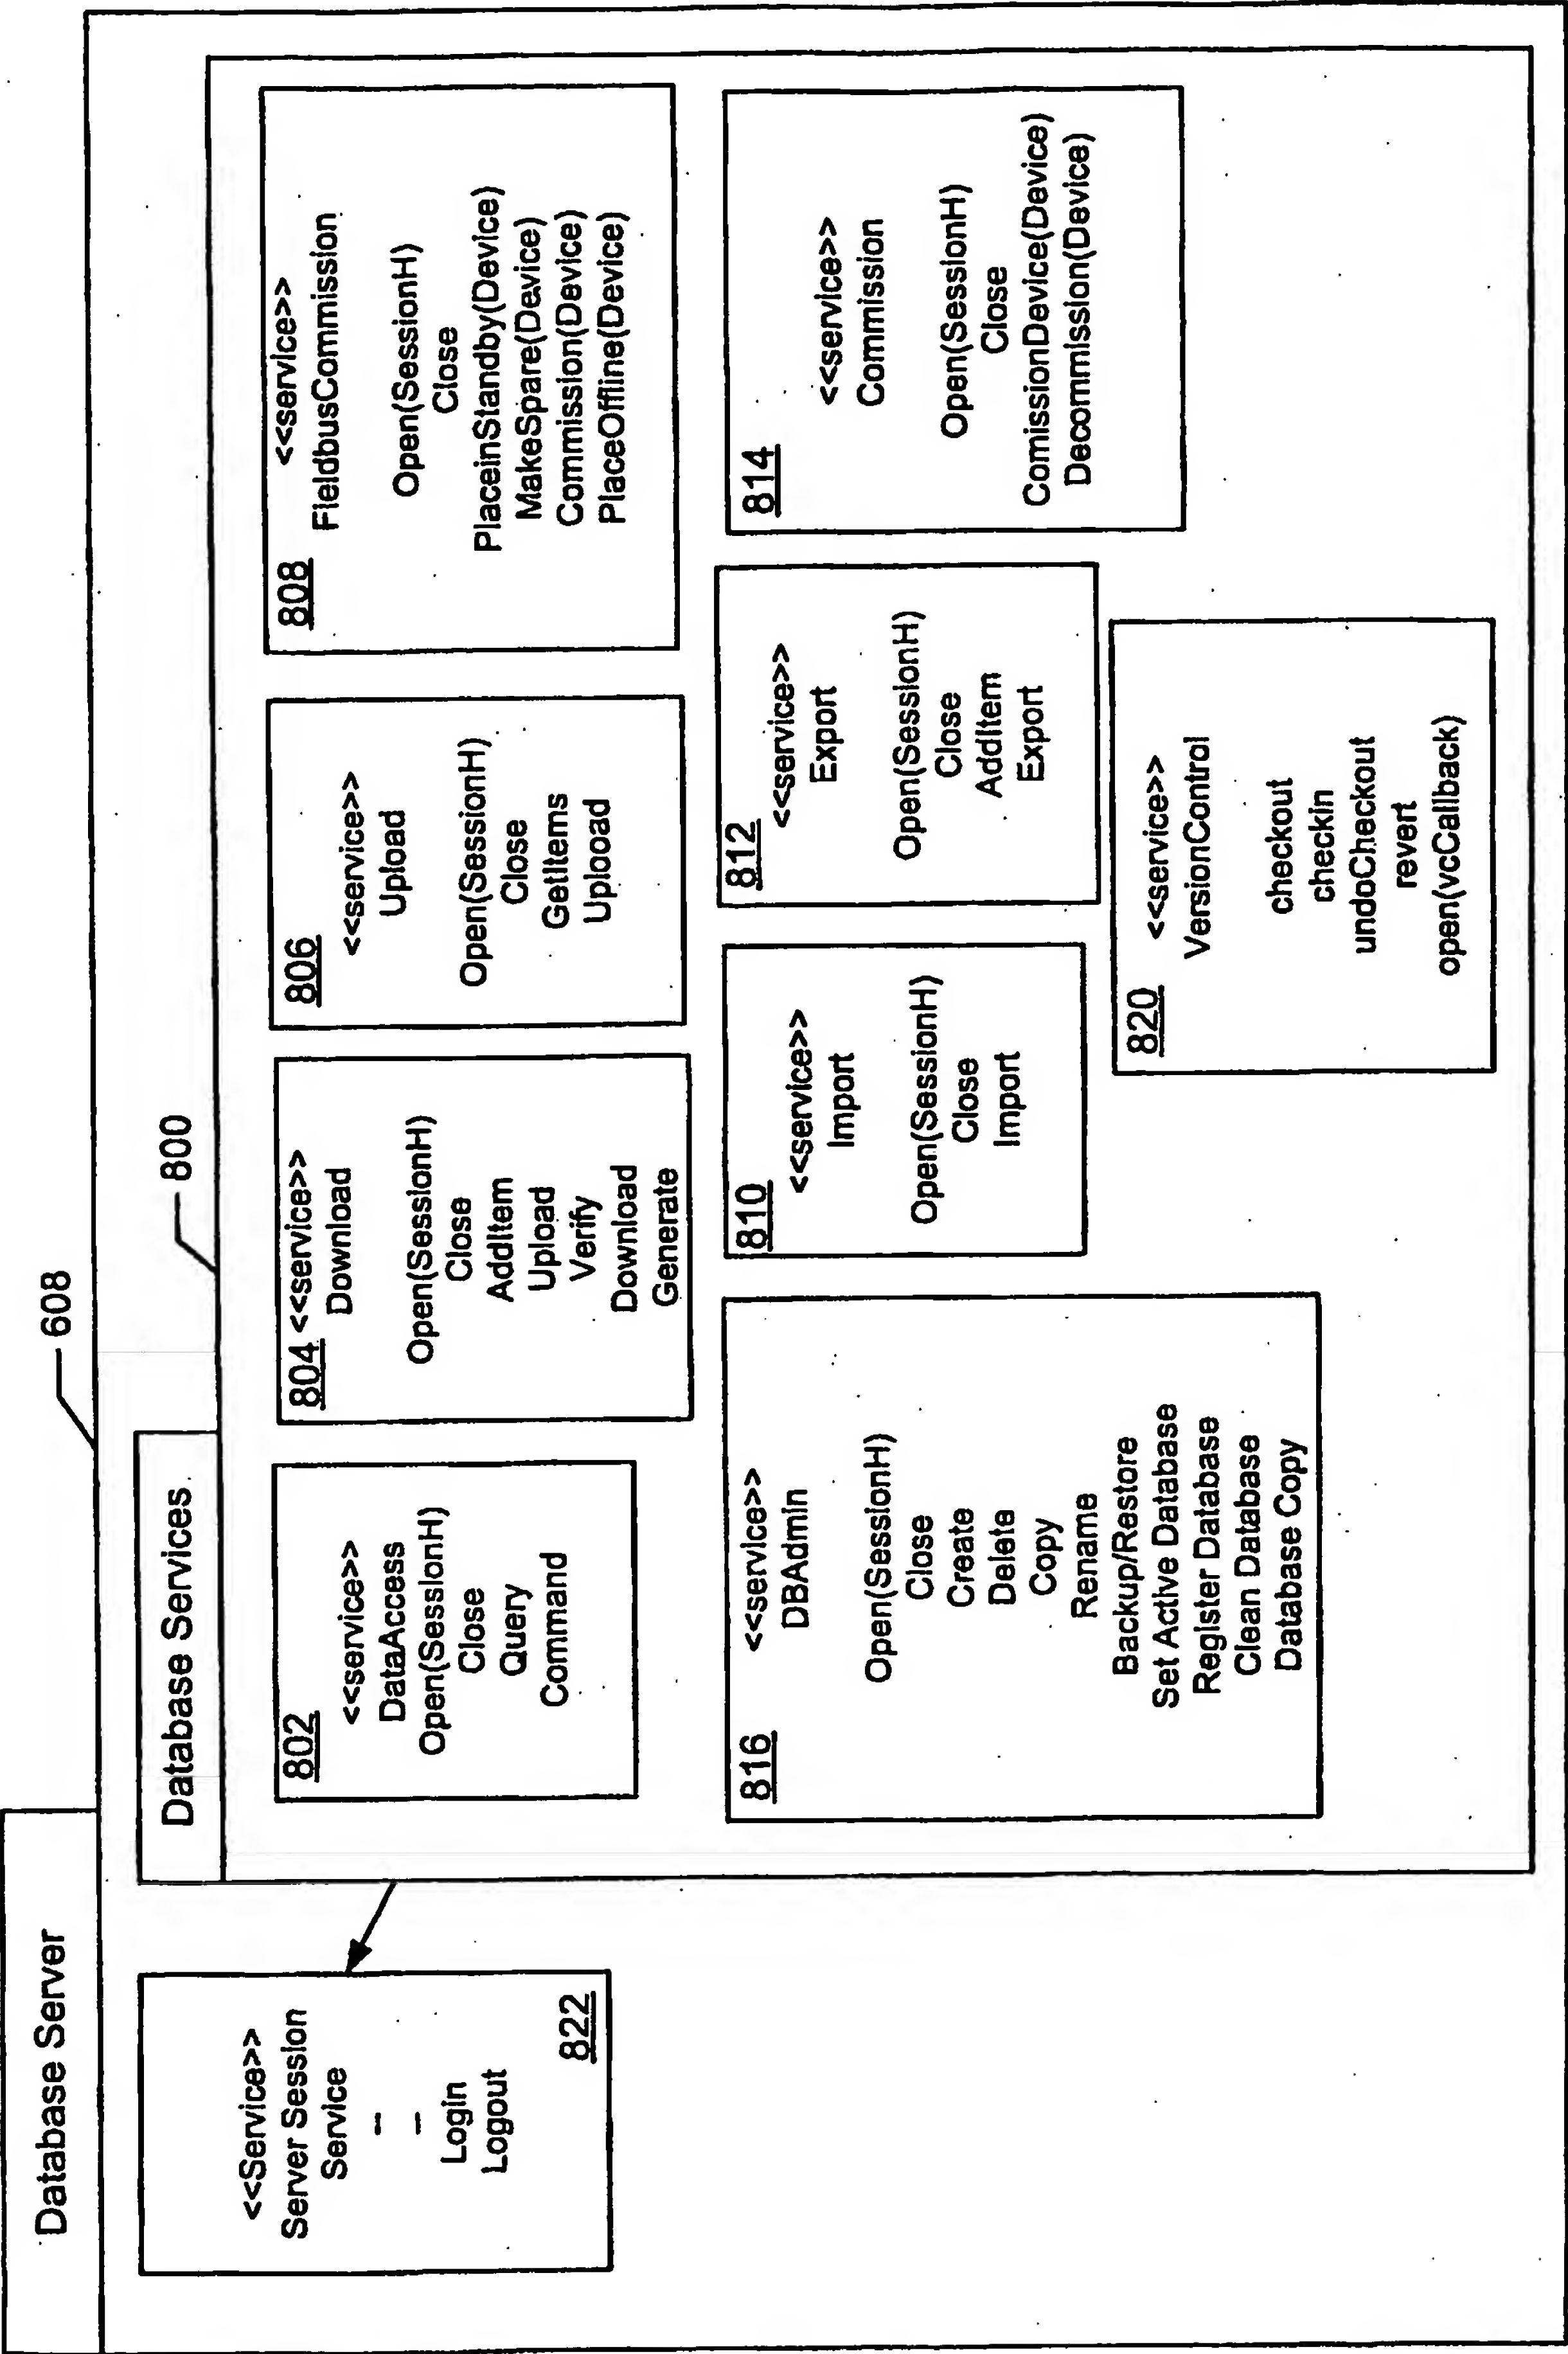 Database Server
608
Database Services
800
<<Service>>
Server Session
Service
--
--
Login
Logout
822
802
<<service>>
DataAccess
Open(SessionH)
Close
Query
Command
804 <<service>>
Download
Open(SessionH)
Close
AddItem
Upload
Verify
Download
Generate
806
<<service>>
Upload
Open(SessionH)
Close
GetItems
Uplooad
808
<<service>>
FieldbusCommission
Open(SessionH)
Close
PlaceinStandby(Device)
MakeSpare(Device)
Commission(Device)
PlaceOffline(Device)
816
<<service>>
DBAdmin
Open(SessionH)
Close
Create
Delete
Copy
Rename
Backup/Restore
Set Active Database
Register Database
Clean Database
Database Copy
810
<<service>>
Import
Open(SessionH)
Close
Import
812
<<service>>
Export
Open(SessionH)
Close
AddItem
Export
814
<<service>>
Commission
Open(SessionH)
Close
ComissionDevice(Device)
Decommission(Device)
820
<<service>>
VersionControl
checkout
checkin
undoCheckout
revert
open(vcCallback)